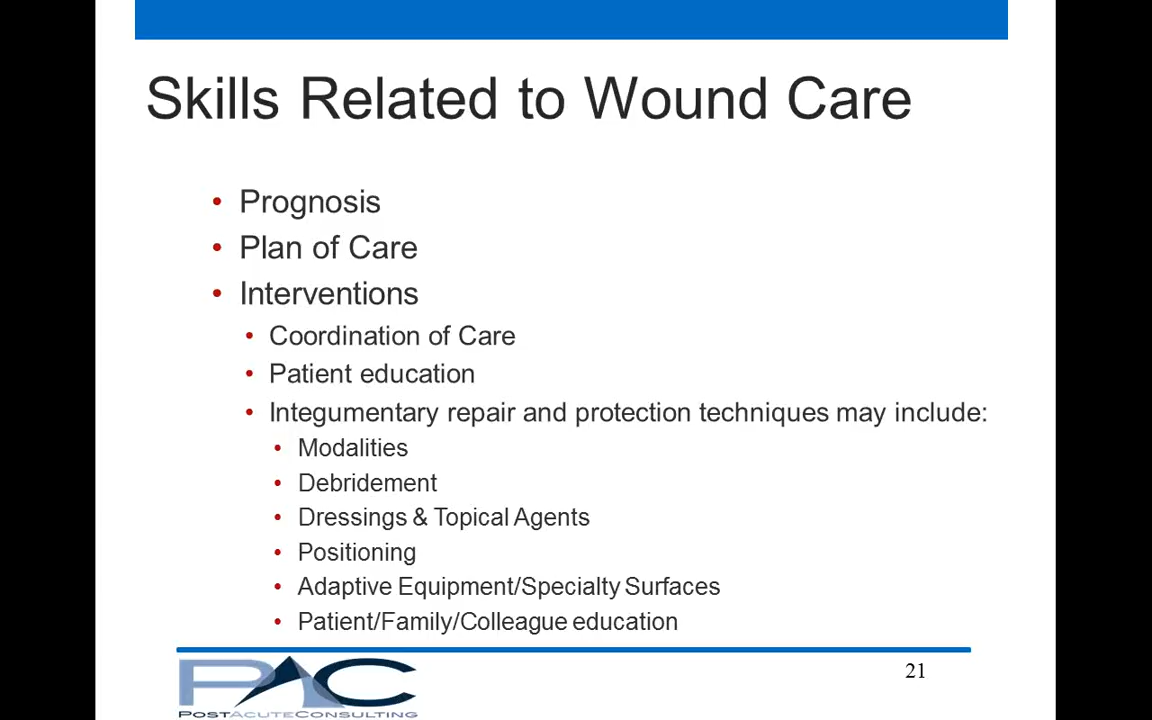 Skills Related to Wound Care
• Prognosis
• Plan of Care
• Interventions
• Coordination of Care
• Patient education
• Integumentary repair and protection techniques may include:
• Modalities
• Debridement
• Dressings & Topical Agents
• Positioning
• Adaptive Equipment/Specialty Surfaces
• Patient/Family/Colleague education
PAC
POSTACUTECONSULTING
21